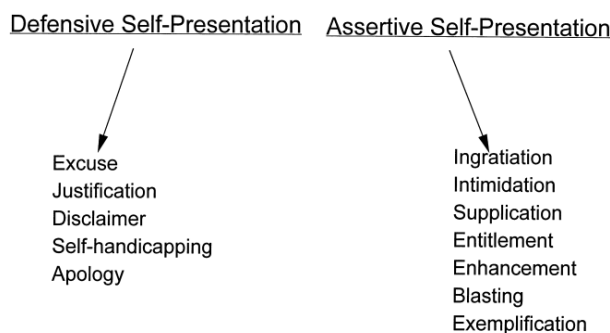 Defensive Self-Presentation
Excuse
Justification
Disclaimer
Self-handicapping
Apology
Assertive Self-Presentation
Ingratiation
Intimidation
Supplication
Entitlement
Enhancement
Blasting
Exemplification